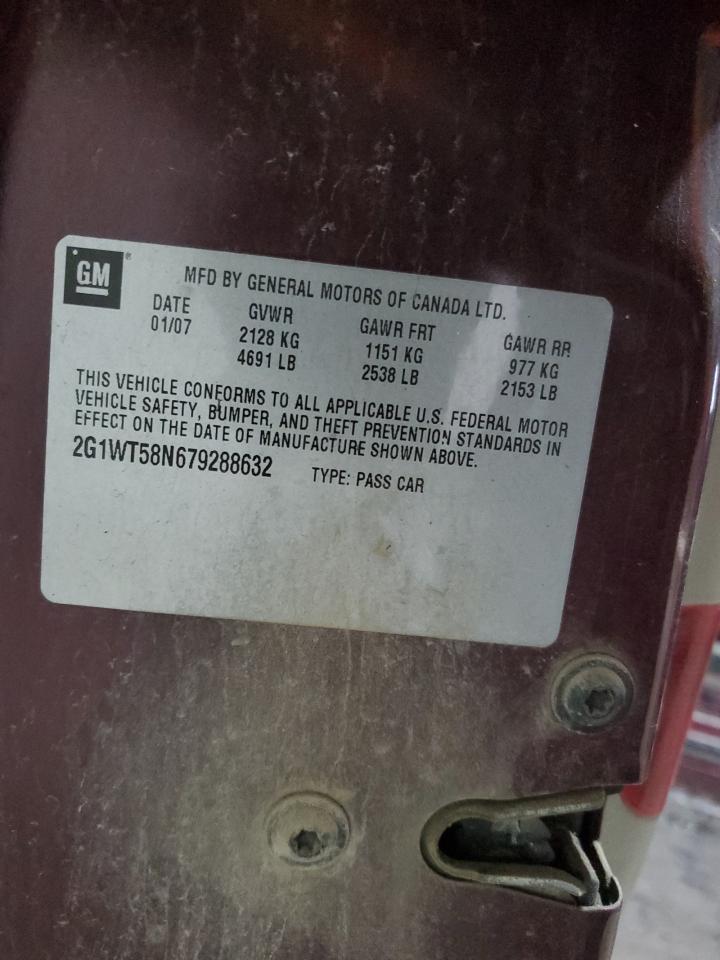 GM ®
MFD BY GENERAL MOTORS OF CANADA LTD.
DATE GVWR GAWR FRT GAWR RR
01/07 2128 KG 1151 KG 977 KG
4691 LB 2538 LB 2153 LB
THIS VEHICLE CONFORMS TO ALL APPLICABLE U.S. FEDERAL MOTOR
VEHICLE SAFETY, BUMPER, AND THEFT PREVENTION STANDARDS IN
EFFECT ON THE DATE OF MANUFACTURE SHOWN ABOVE.
2G1WT58N679288632 TYPE: PASS CAR